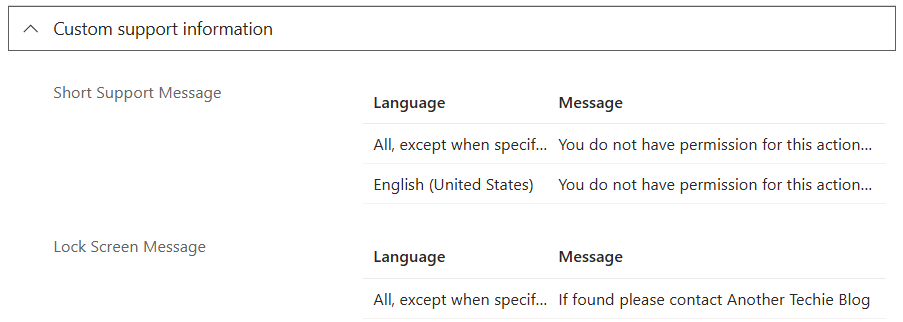 Custom support information
Short Support Message
Language Message
All, except when specif... You do not have permission for this action...
English (United States) You do not have permission for this action...
Lock Screen Message
Language Message
All, except when specif... If found please contact Another Techie Blog